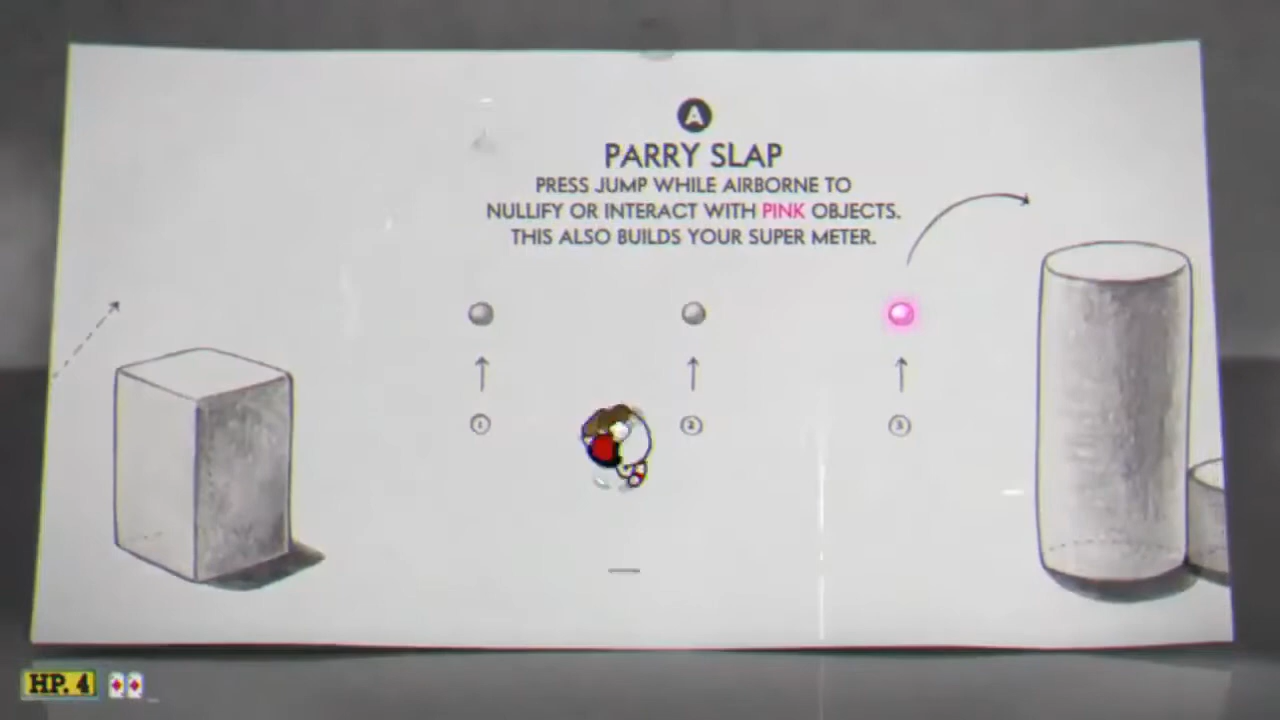 A
PARRY SLAP
PRESS JUMP WHILE AIRBORNE TO
NULLIFY OR INTERACT WITH PINK OBJECTS.
THIS ALSO BUILDS YOUR SUPER METER.
1 2 3
HP. 4